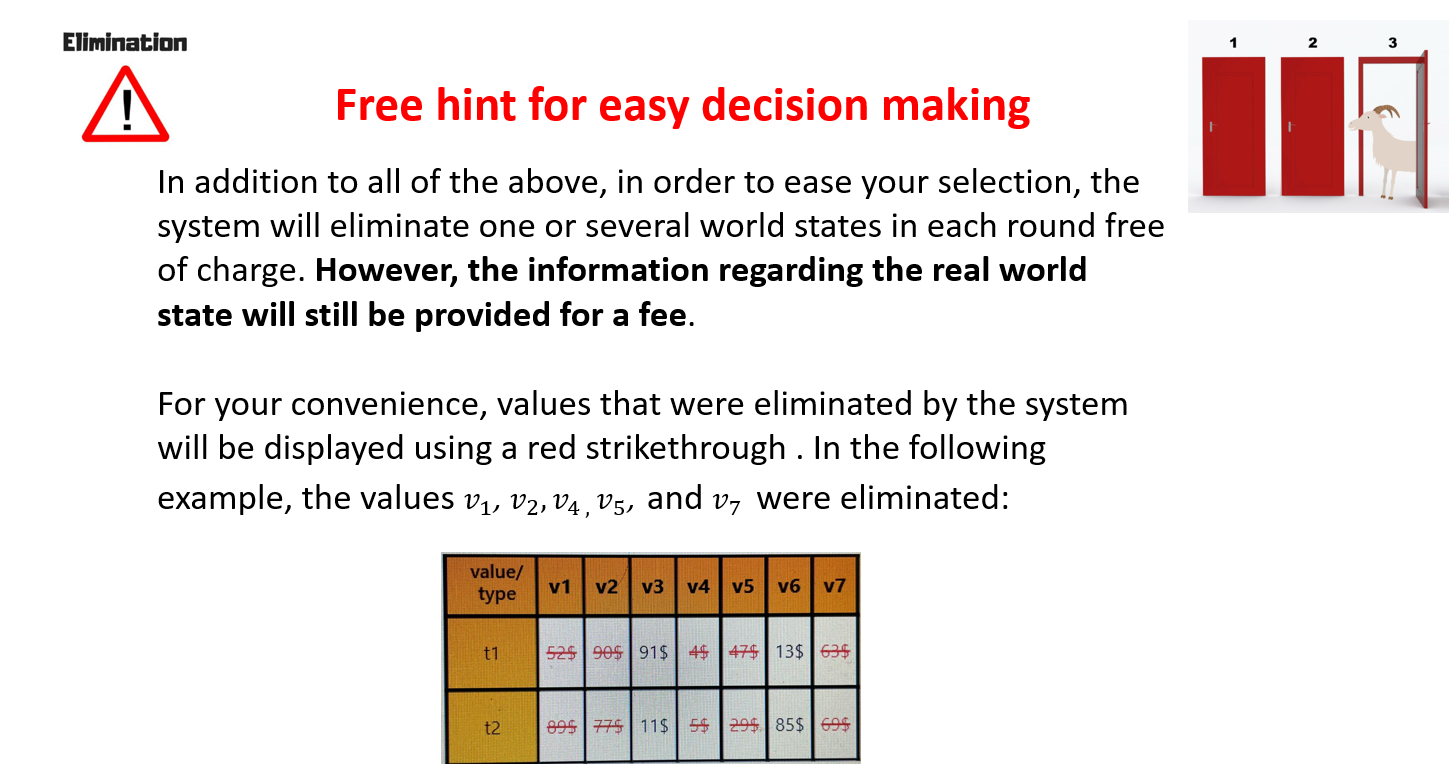 Elimination
1 2 3
!
Free hint for easy decision making
In addition to all of the above, in order to ease your selection, the
system will eliminate one or several world states in each round free
of charge. However, the information regarding the real world
state will still be provided for a fee.
For your convenience, values that were eliminated by the system
will be displayed using a red strikethrough . In the following
example, the values v₁, v₂, v₄ , v₅, and v₇ were eliminated:
value/
type v1 v2 v3 v4 v5 v6 v7
t1 52$ 90$ 91$ 4$ 47$ 13$ 63$
t2 89$ 77$ 11$ 5$ 29$ 85$ 69$